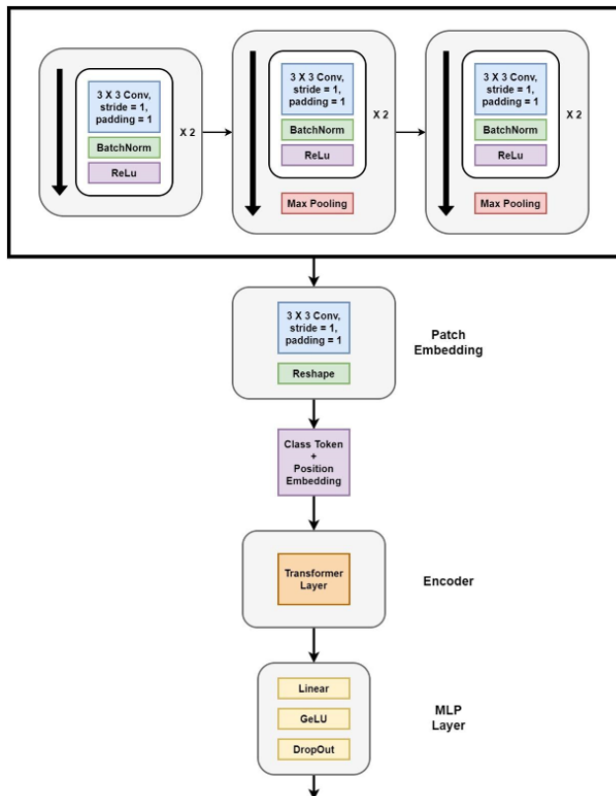 3 X 3 Conv,
stride = 1,
padding = 1
BatchNorm
ReLu
X 2
3 X 3 Conv,
stride = 1,
padding = 1
BatchNorm
ReLu
X 2
Max Pooling
3 X 3 Conv,
stride = 1,
padding = 1
BatchNorm
ReLu
X 2
Max Pooling
3 X 3 Conv,
stride = 1,
padding = 1
Reshape
Patch
Embedding
Class Token
+
Position
Embedding
Transformer
Layer
Encoder
Linear
GeLU
DropOut
MLP
Layer